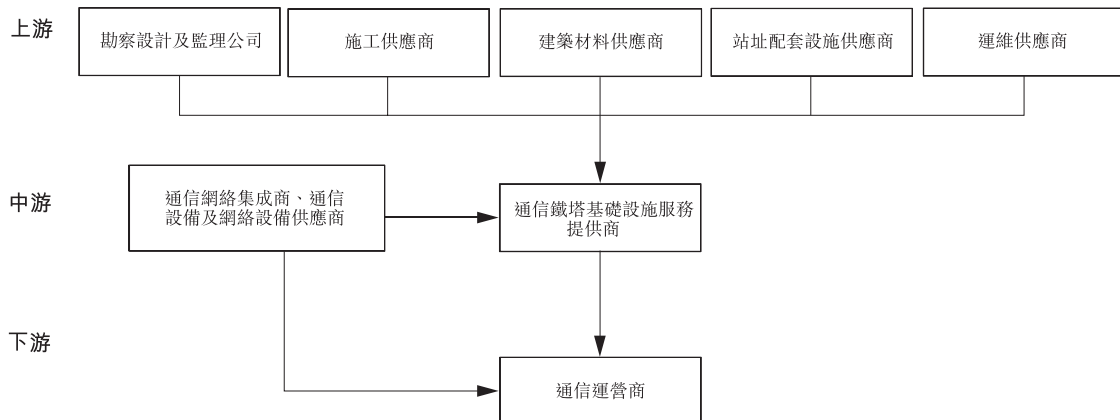 上游
勘察設計及監理公司
施工供應商
建築材料供應商
站址配套設施供應商
運維供應商
中游
通信網絡集成商、通信
設備及網絡設備供應商
通信鐵塔基礎設施服務
提供商
下游
通信運營商